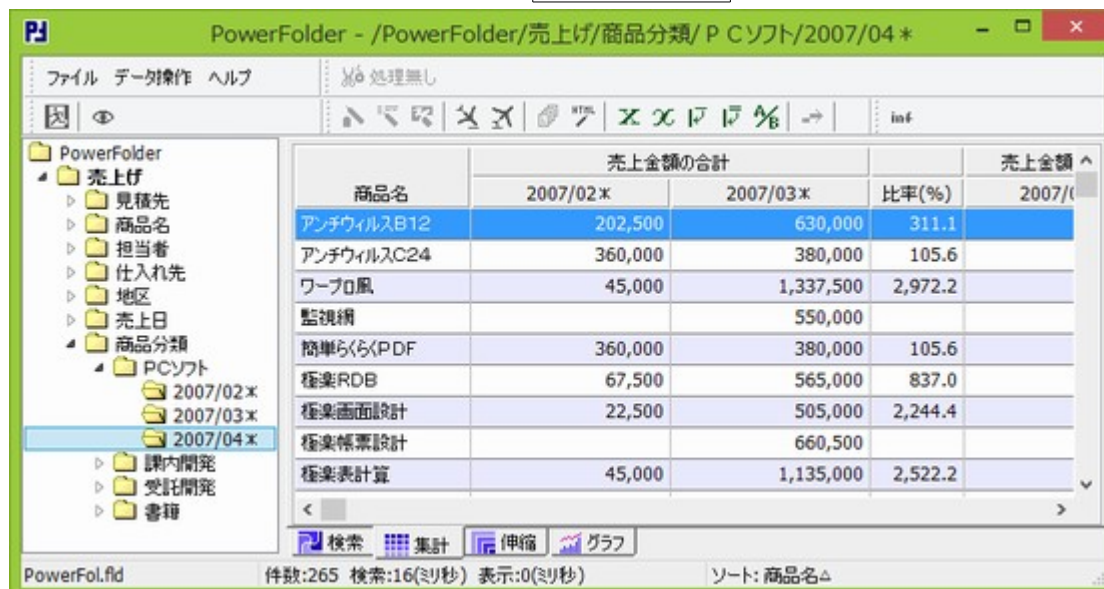 PowerFolder - /PowerFolder/売上げ/商品分類/ＰＣソフト/2007/04＊
ファイル データ操作 ヘルプ 処理無し
HTML A/B inf
PowerFolder
売上げ
見積先
商品名
担当者
仕入れ先
地区
売上日
商品分類
PCソフト
2007/02＊
2007/03＊
2007/04＊
課内開発
受託開発
書籍
売上金額の合計 売上金額
商品名 2007/02＊ 2007/03＊ 比率(%) 2007/
アンチウィルスB12 202,500 630,000 311.1
アンチウィルスC24 360,000 380,000 105.6
ワープロ風 45,000 1,337,500 2,972.2
監視網 550,000
簡単らくらくPDF 360,000 380,000 105.6
極楽RDB 67,500 565,000 837.0
極楽画面設計 22,500 505,000 2,244.4
極楽帳票設計 660,500
極楽表計算 45,000 1,135,000 2,522.2
検索 集計 伸縮 グラフ
PowerFol.fld 件数:265 検索:16(ミリ秒) 表示:0(ミリ秒) ソート: 商品名△